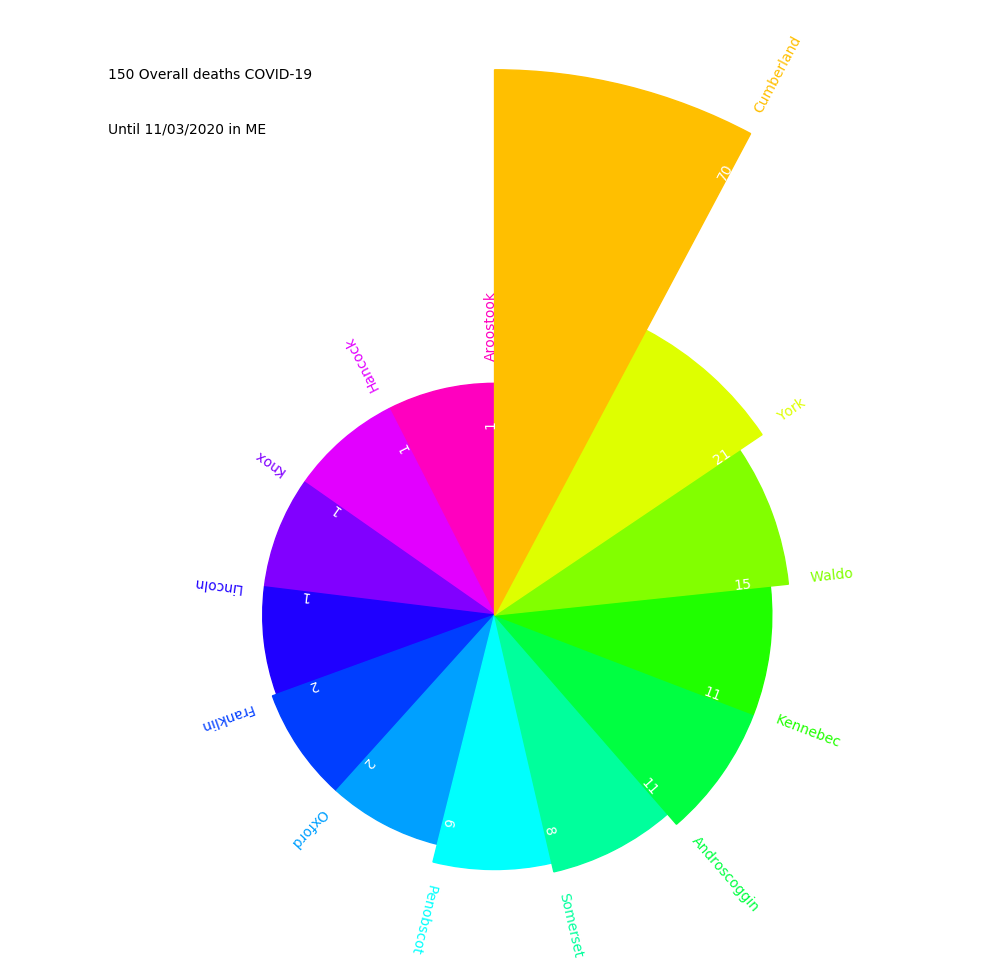 150 Overall deaths COVID-19
Until 11/03/2020 in ME
Cumberland
70
York
21
Waldo
15
Kennebec
11
Androscoggin
11
Somerset
8
Penobscot
6
Oxford
2
Franklin
2
Lincoln
1
Knox
1
Hancock
1
Aroostook
1